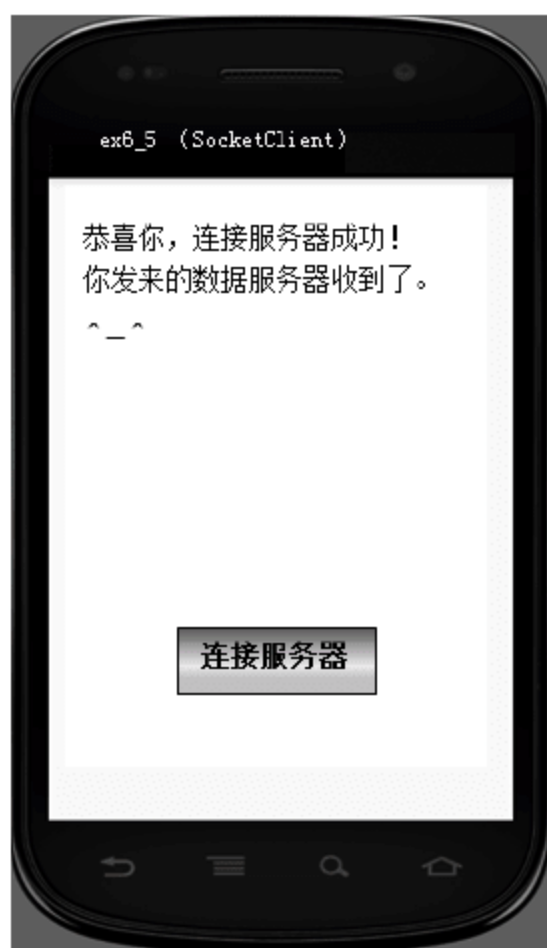 ex6_5 (SocketClient)
恭喜你，连接服务器成功！
你发来的数据服务器收到了。
^_^
连接服务器